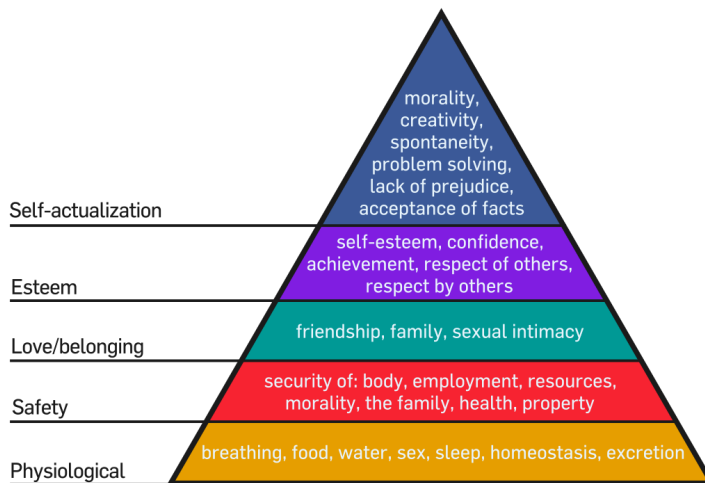 morality,
creativity,
spontaneity,
problem solving,
lack of prejudice,
acceptance of facts
Self-actualization
self-esteem, confidence,
achievement, respect of others,
respect by others
Esteem
friendship, family, sexual intimacy
Love/belonging
security of: body, employment, resources,
morality, the family, health, property
Safety
breathing, food, water, sex, sleep, homeostasis, excretion
Physiological